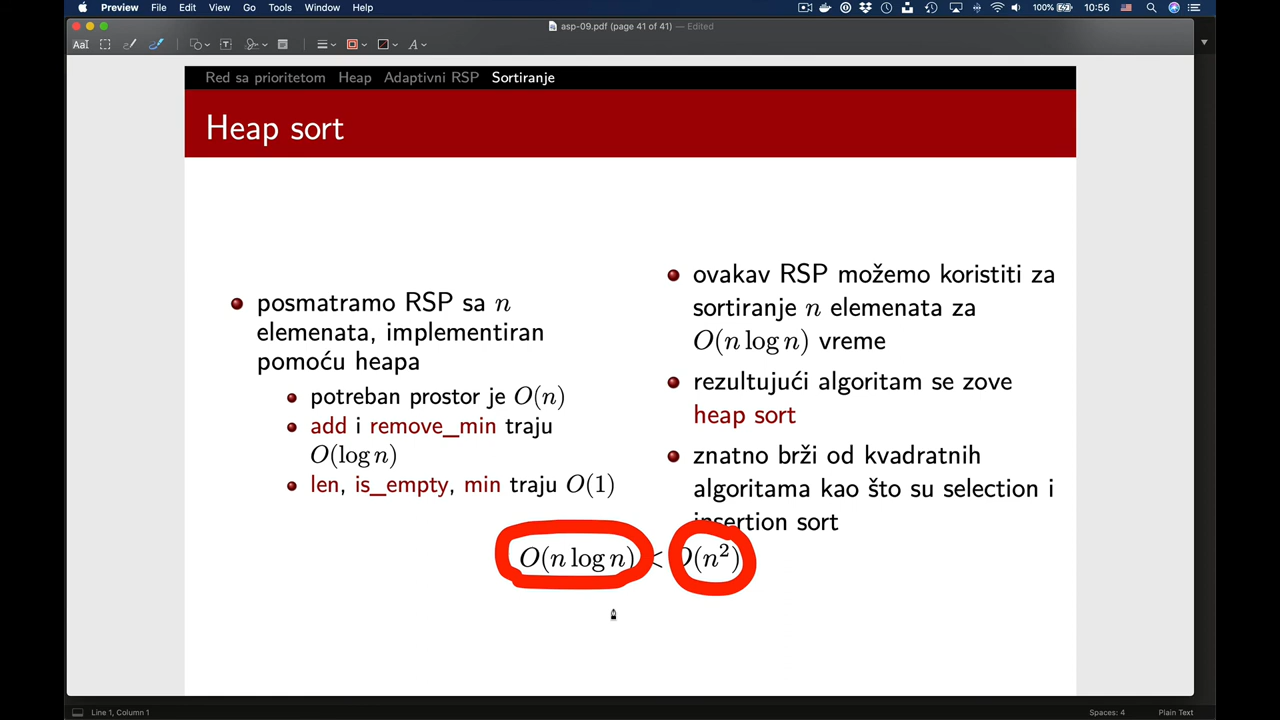 Preview File Edit View Go Tools Window Help 100% 10:56
asp-09.pdf (page 41 of 41) — Edited
AaI A
Red sa prioritetom Heap Adaptivni RSP Sortiranje
Heap sort
posmatramo RSP sa n
elemenata, implementiran
pomoću heapa
potreban prostor je O(n)
add i remove_min traju
O(log n)
len, is_empty, min traju O(1)
ovakav RSP možemo koristiti za
sortiranje n elemenata za
O(n log n) vreme
rezultujući algoritam se zove
heap sort
znatno brži od kvadratnih
algoritama kao što su selection i
insertion sort
O(n log n) < O(n²)
Line 1, Column 1 Spaces: 4 Plain Text